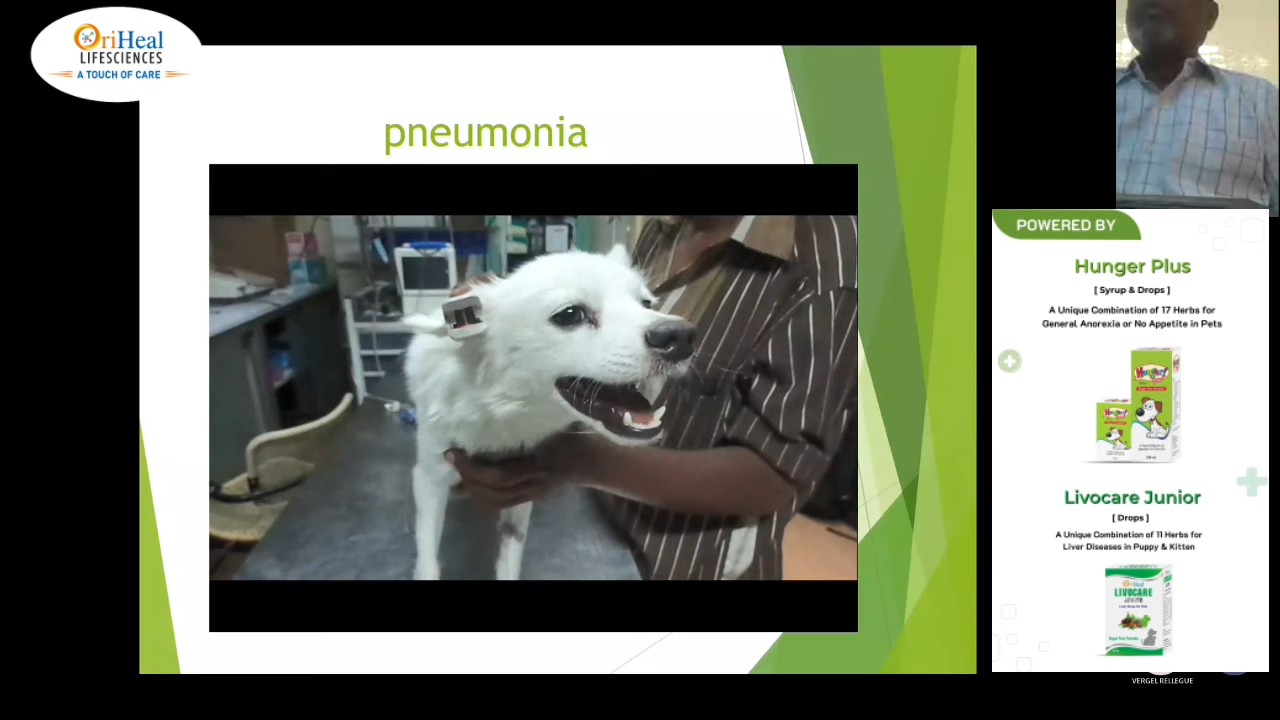 OriHeal
LIFESCIENCES
A TOUCH OF CARE
pneumonia
POWERED BY
Hunger Plus
[ Syrup & Drops ]
A Unique Combination of 17 Herbs for
General Anorexia or No Appetite in Pets
Livocare Junior
[ Drops ]
A Unique Combination of 11 Herbs for
Liver Diseases in Puppy & Kitten
OriHeal
LIVOCARE
VERGEL RELLEGUE